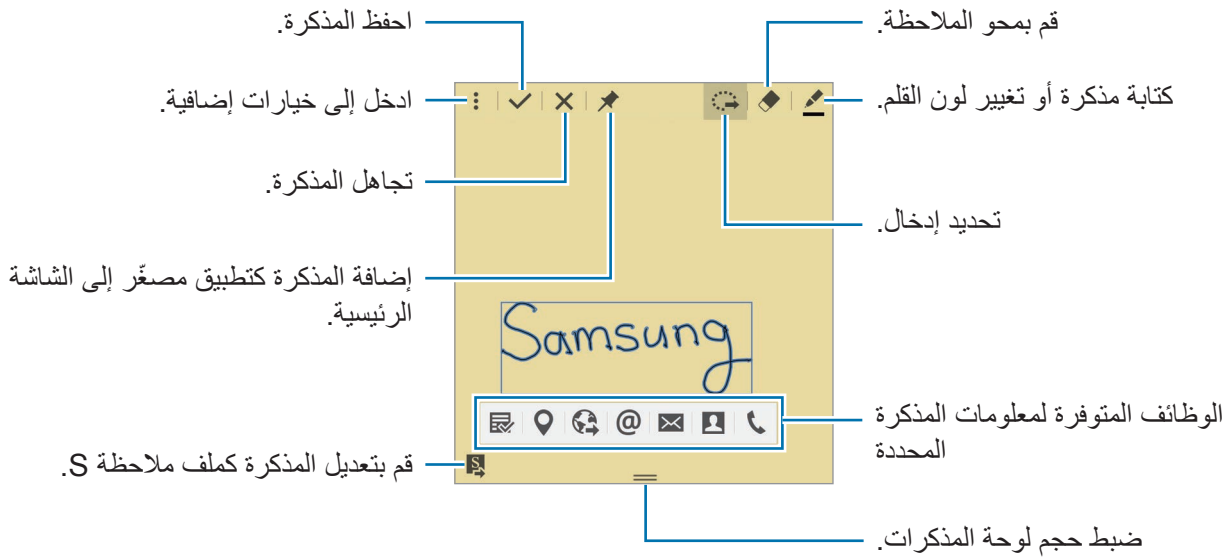 احفظ المذكرة.
قم بمحو الملاحظة.
ادخل إلى خيارات إضافية.
كتابة مذكرة أو تغيير لون القلم.
تجاهل المذكرة.
تحديد إدخال.
إضافة المذكرة كتطبيق مصغّر إلى الشاشة
الرئيسية.
Samsung
الوظائف المتوفرة لمعلومات المذكرة
المحددة
قم بتعديل المذكرة كملف ملاحظة S.
ضبط حجم لوحة المذكرات.